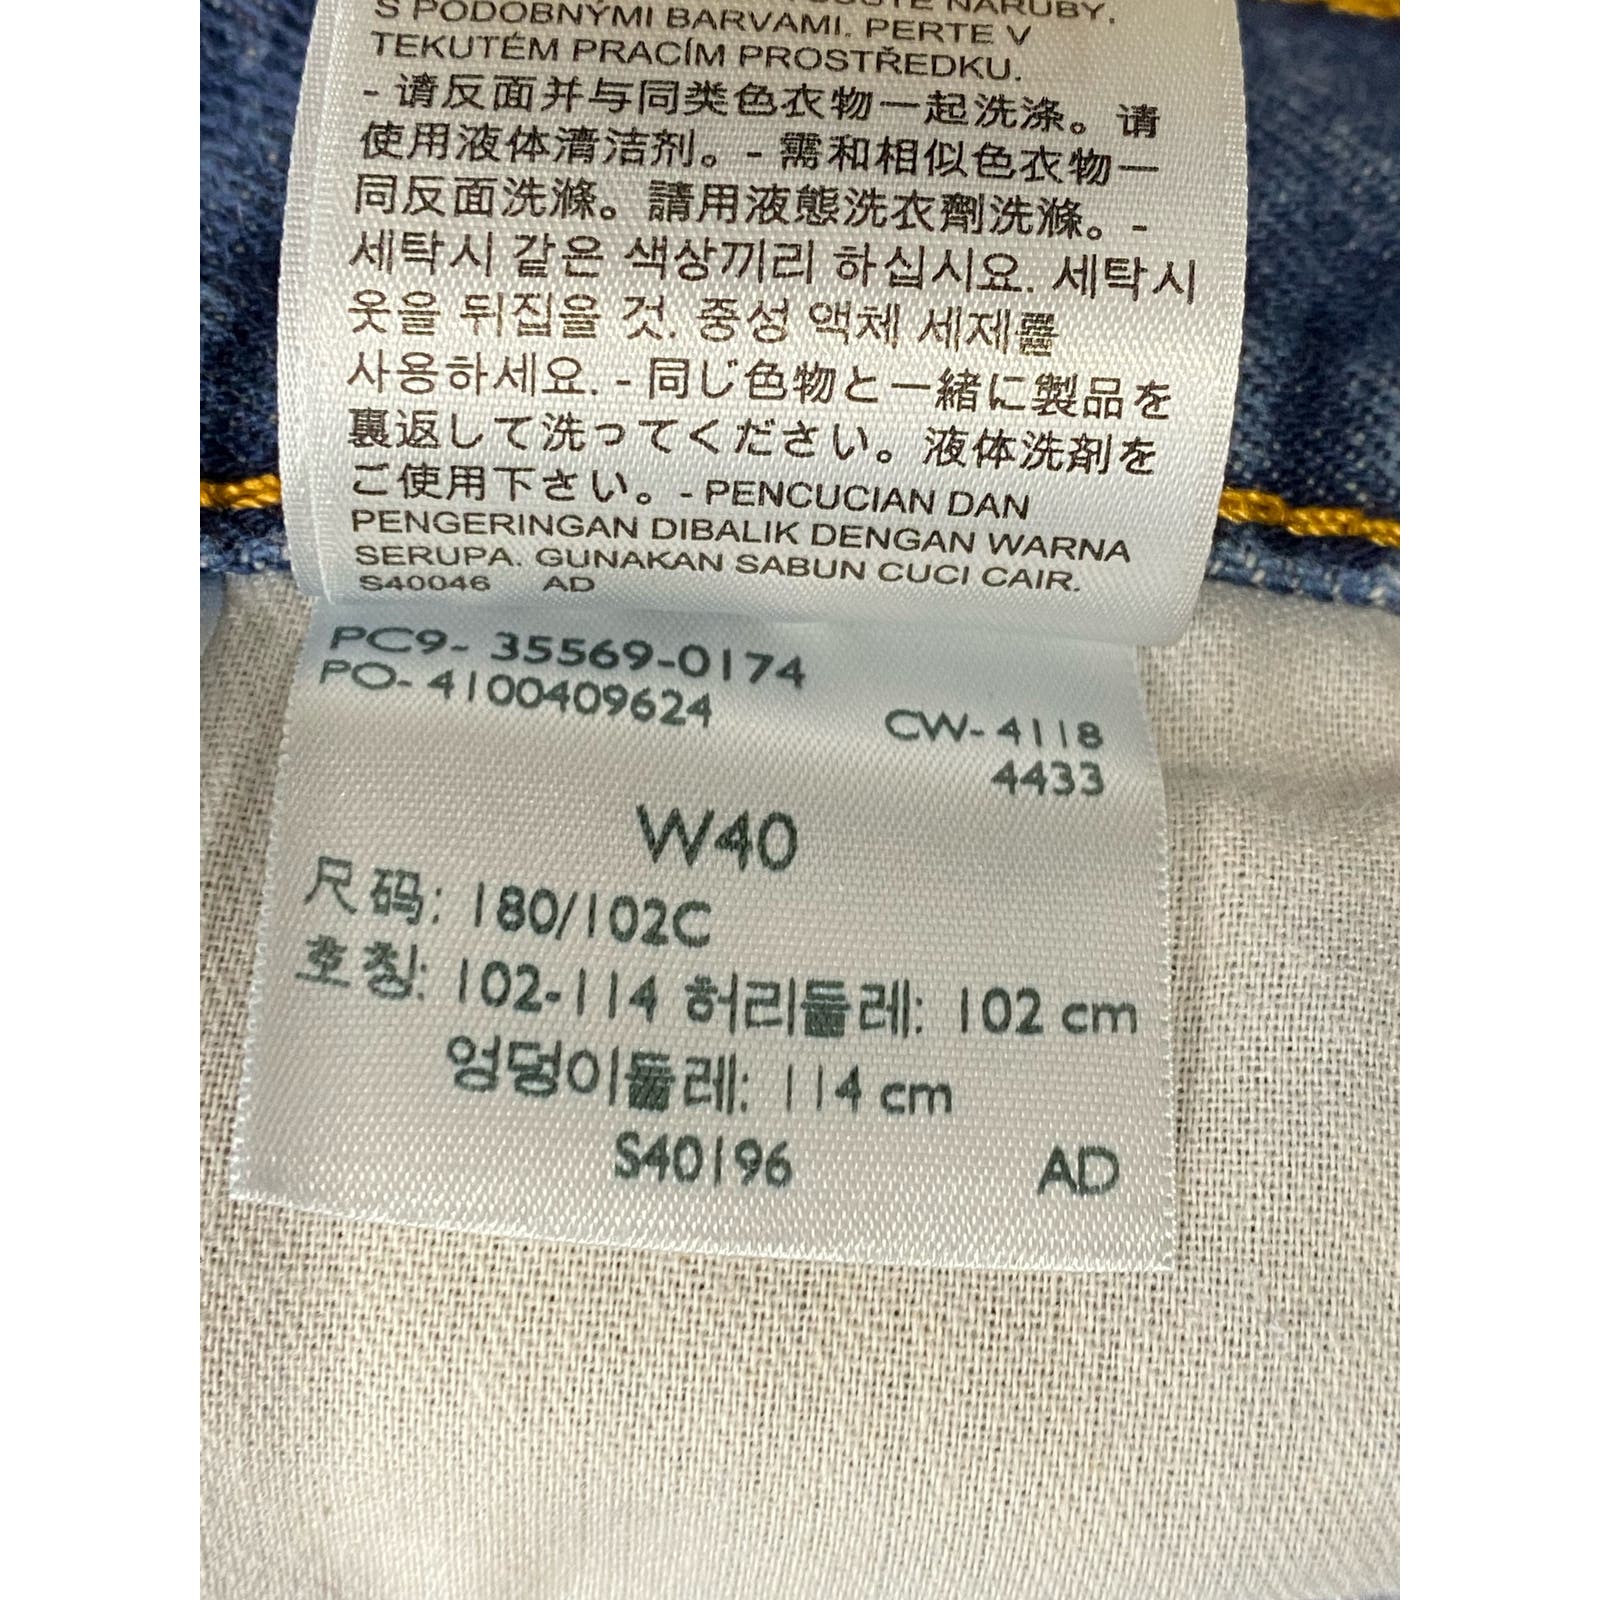 NARUBY.
S PODOBNÝMI BARVAMI. PERTE V
TEKUTÉM PRACÍM PROSTŘEDKU.
- 请反面并与同类色衣物一起洗涤。请
使用液体清洁剂。- 需和相似色衣物一
同反面洗滌。請用液態洗衣劑洗滌。-
세탁시 같은 색상끼리 하십시요. 세탁시
옷을 뒤집을 것. 중성 액체 세제를
사용하세요. - 同じ色物と一緒に製品を
裏返して洗ってください。液体洗剤を
ご使用下さい。- PENCUCIAN DAN
PENGERINGAN DIBALIK DENGAN WARNA
SERUPA. GUNAKAN SABUN CUCI CAIR.
S40046 AD
PC9- 35569-0174
PO- 4100409624
CW- 4118
4433
W40
尺码: 180/102C
호칭: 102-114 허리둘레: 102 cm
엉덩이둘레: 114 cm
S40196 AD